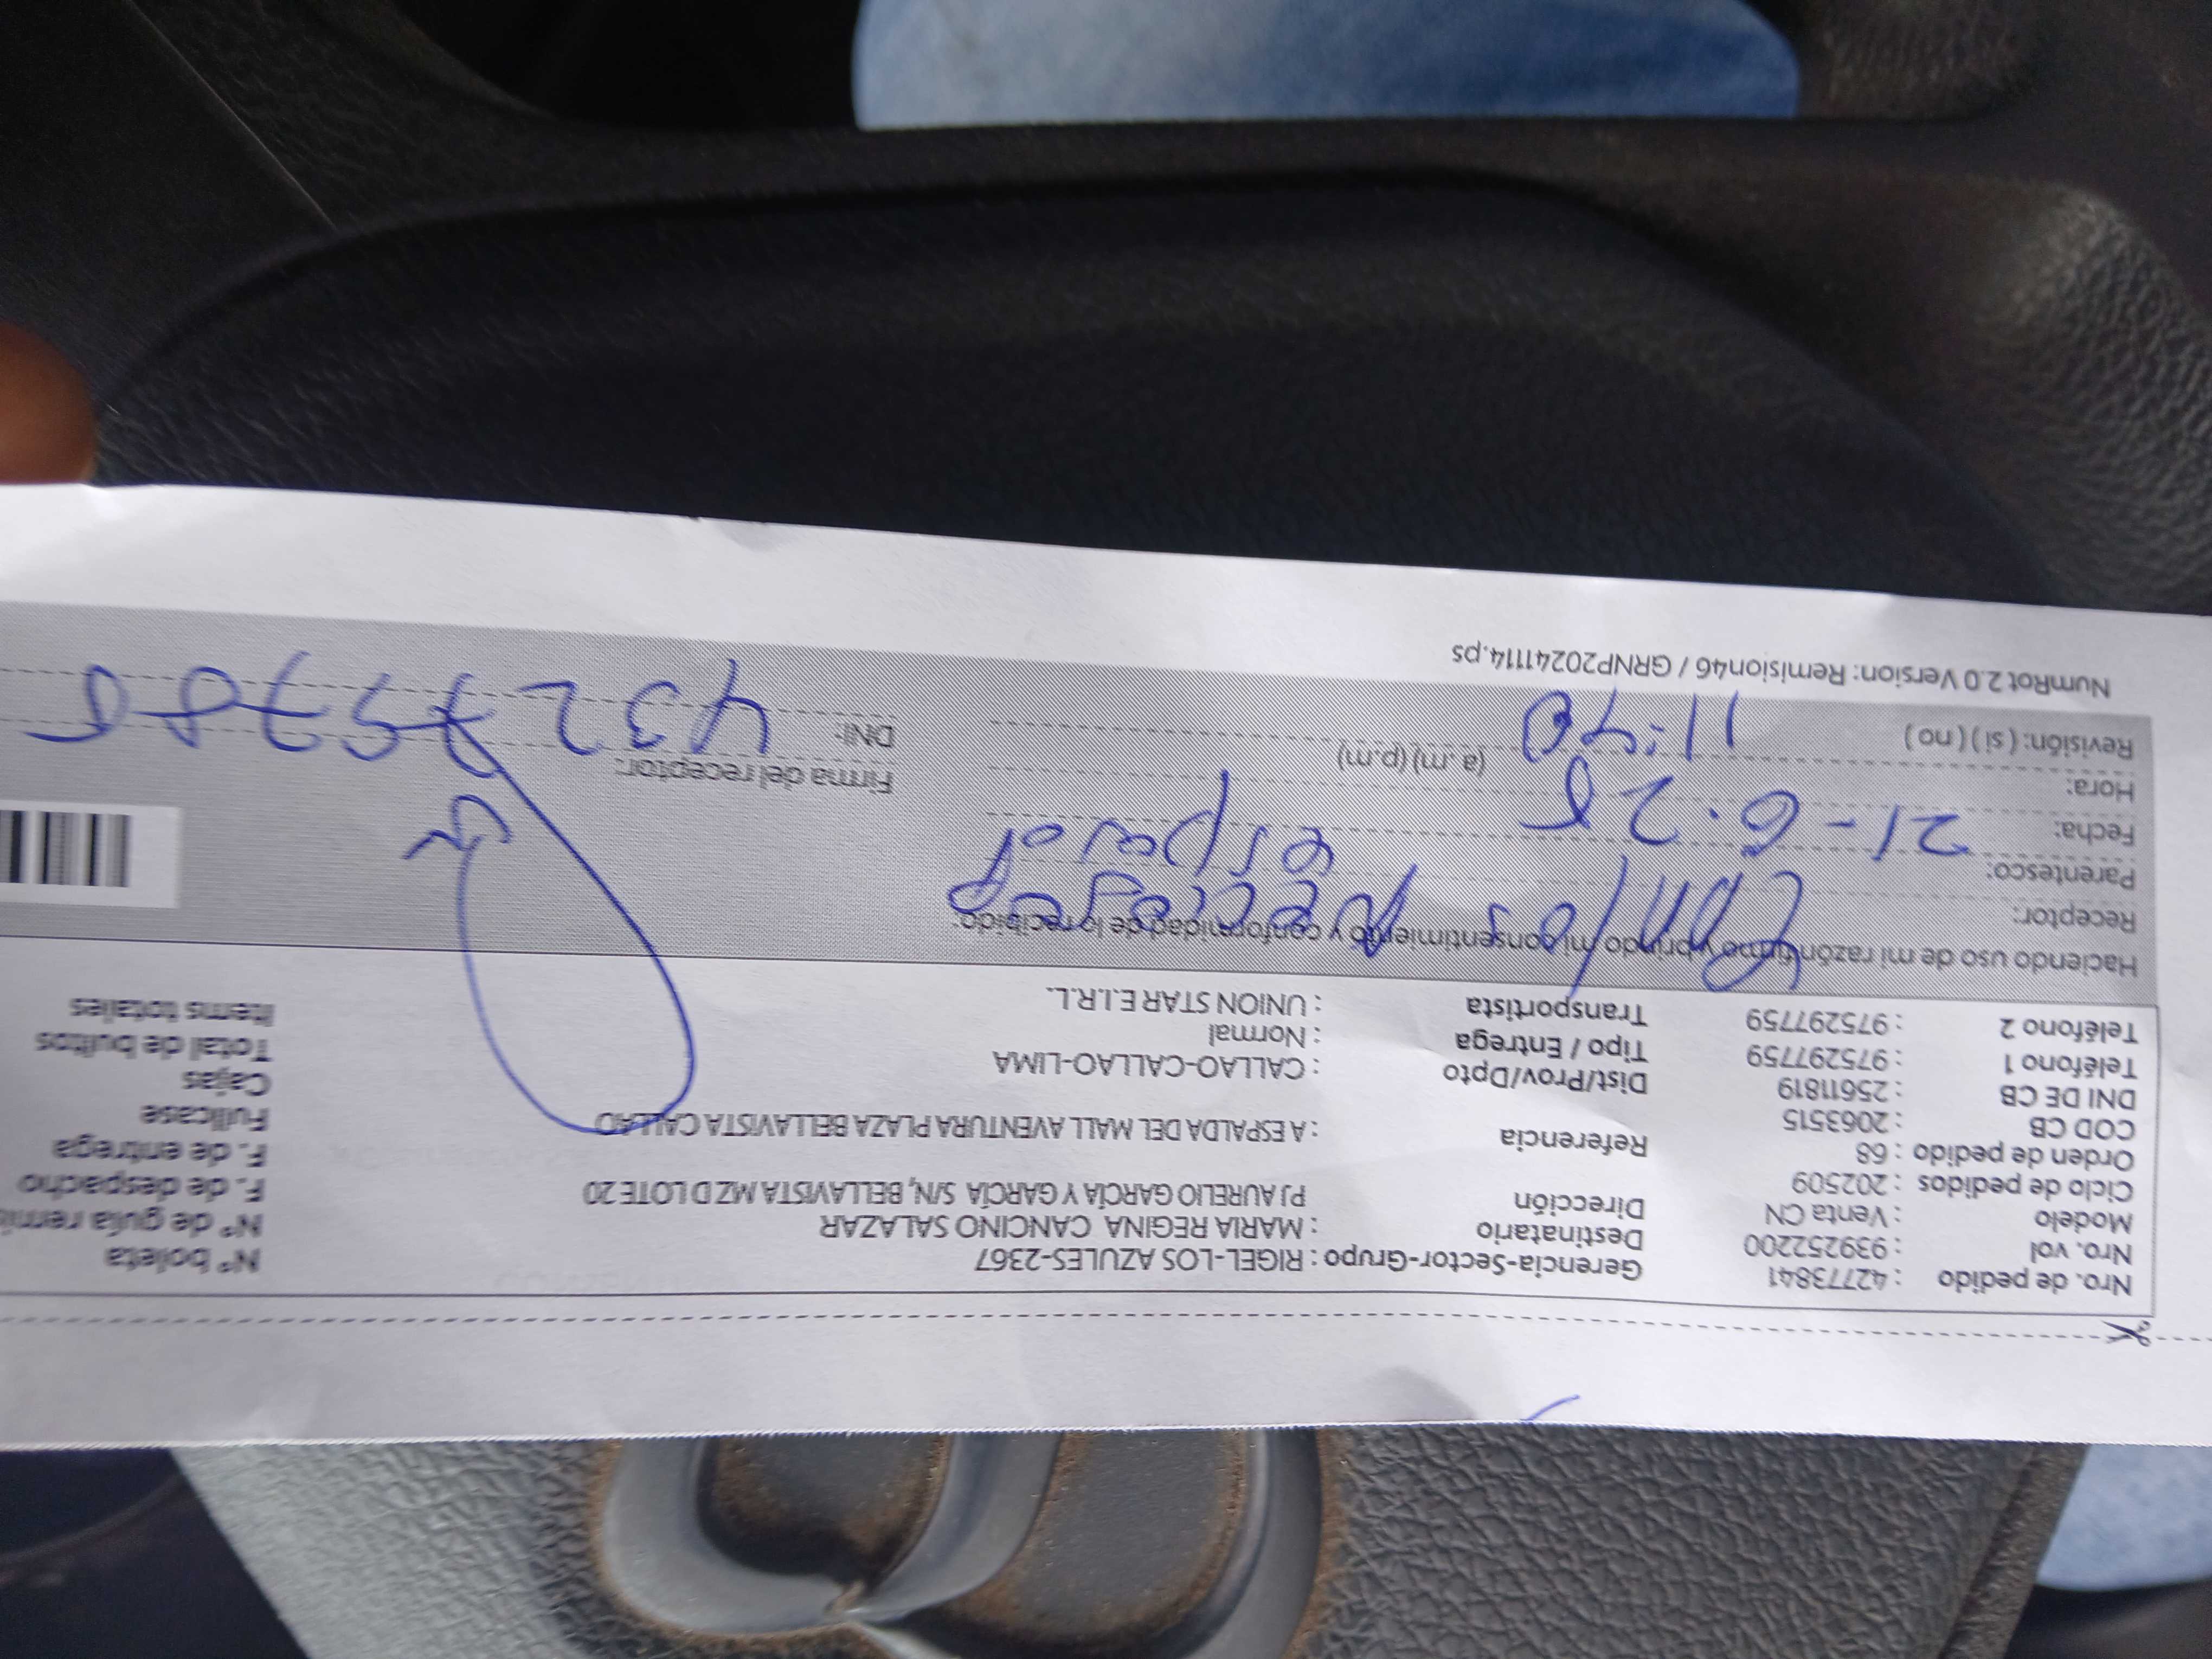 Nro. de pedido : 42773841 Gerencia-Sector-Grupo : RIGEL-LOS AZULES-2367 N° boleta
Nro. vol : 939252200 Destinatario : MARIA REGINA CANCINO SALAZAR N° de guía remis
Modelo : Venta CN Dirección PJ AURELIO GARCÍA Y GARCÍA S/N, BELLAVISTA MZ D LOTE 20 F. de despacho
Ciclo de pedidos : 202509 F. de entrega
Orden de pedido : 68 Referencia : A ESPALDA DEL MALL AVENTURA PLAZA BELLAVISTA CALLAO Fullcase
COD CB : 2063515 Cajas
DNI DE CB : 25611819 Dist/Prov/Dpto : CALLAO-CALLAO-LIMA Total de bultos
Teléfono 1 : 975297759 Tipo / Entrega : Normal Items totales
Teléfono 2 : 975297759 Transportista : UNION STAR E.I.R.L.
Haciendo uso de mi razón firmo y brindo mi consentimiento y conformidad de lo recibido:
Receptor: Carlos
Parentesco: esposo
Fecha: 21-6.25
Hora: 11:40 (a.m) (p.m) Firma del receptor:
Revisión: ( si ) ( no ) DNI:
NumRot 2.0 Version: Remision46 / GRNP20241114.ps